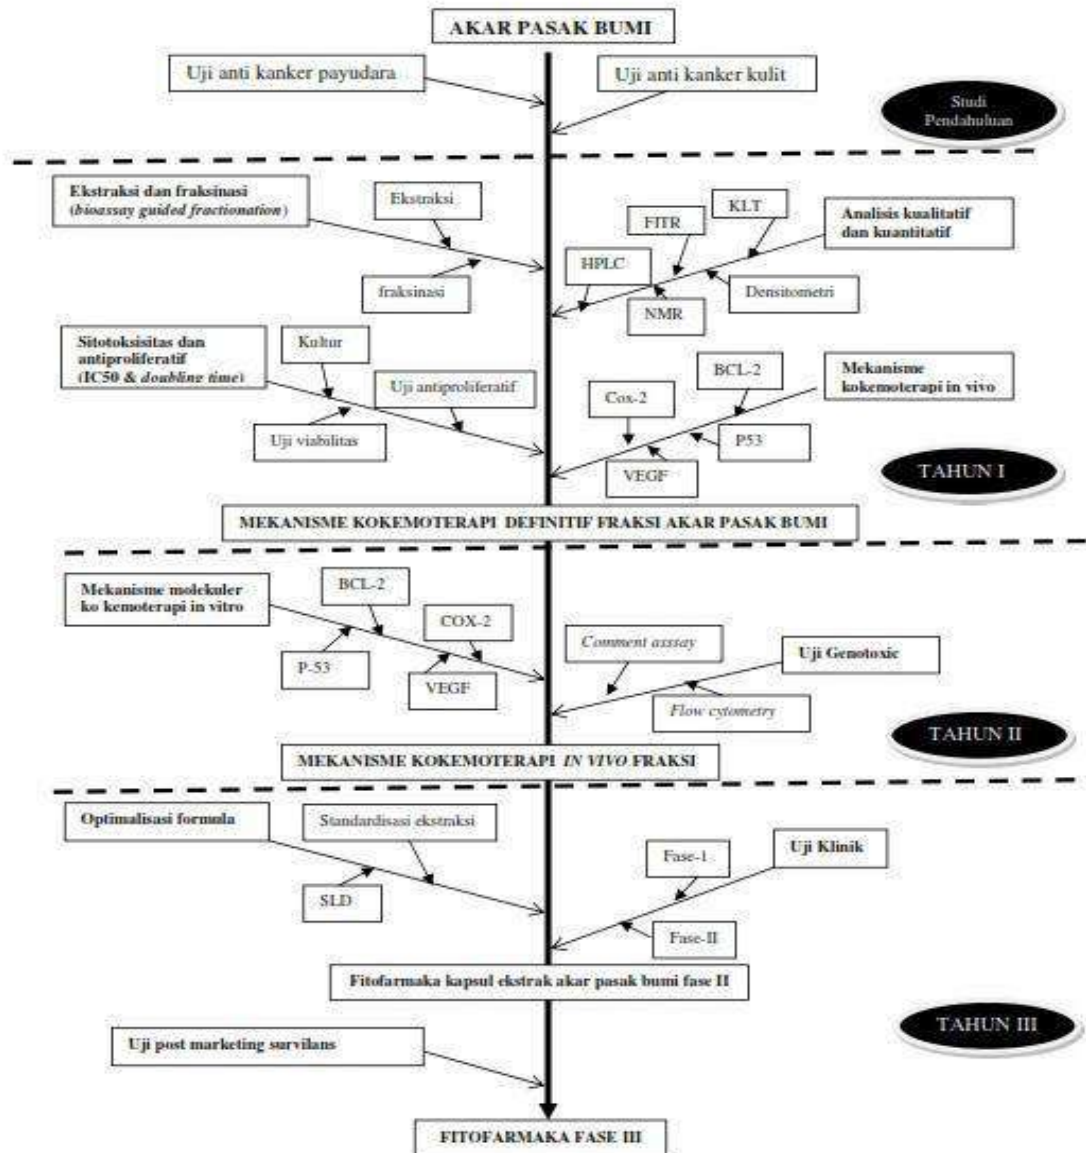 AKAR PASAK BUMI
Uji anti kanker payudara
Uji anti kanker kulit
Studi
Pendahuluan
Ekstraksi dan fraksinasi
(bioassay guided fractionation)
Ekstraksi
fraksinasi
KLT
FITR
HPLC
NMR
Densitometri
Analisis kualitatif
dan kuantitatif
Sitotoksisitas dan
antiproliferatif
(IC50 & doubling time)
Kultur
Uji antiproliferatif
Uji viabilitas
BCL-2
Cox-2
P53
VEGF
Mekanisme
kokemoterapi in vivo
TAHUN I
MEKANISME KOKEMOTERAPI DEFINITIF FRAKSI AKAR PASAK BUMI
Mekanisme molekuler
ko kemoterapi in vitro
BCL-2
COX-2
P-53
VEGF
Comment asssay
Uji Genotoxic
Flow cytometry
TAHUN II
MEKANISME KOKEMOTERAPI IN VIVO FRAKSI
Optimalisasi formula
Standardisasi ekstraksi
SLD
Fase-1
Uji Klinik
Fase-II
Fitofarmaka kapsul ekstrak akar pasak bumi fase II
TAHUN III
Uji post marketing survilans
FITOFARMAKA FASE III